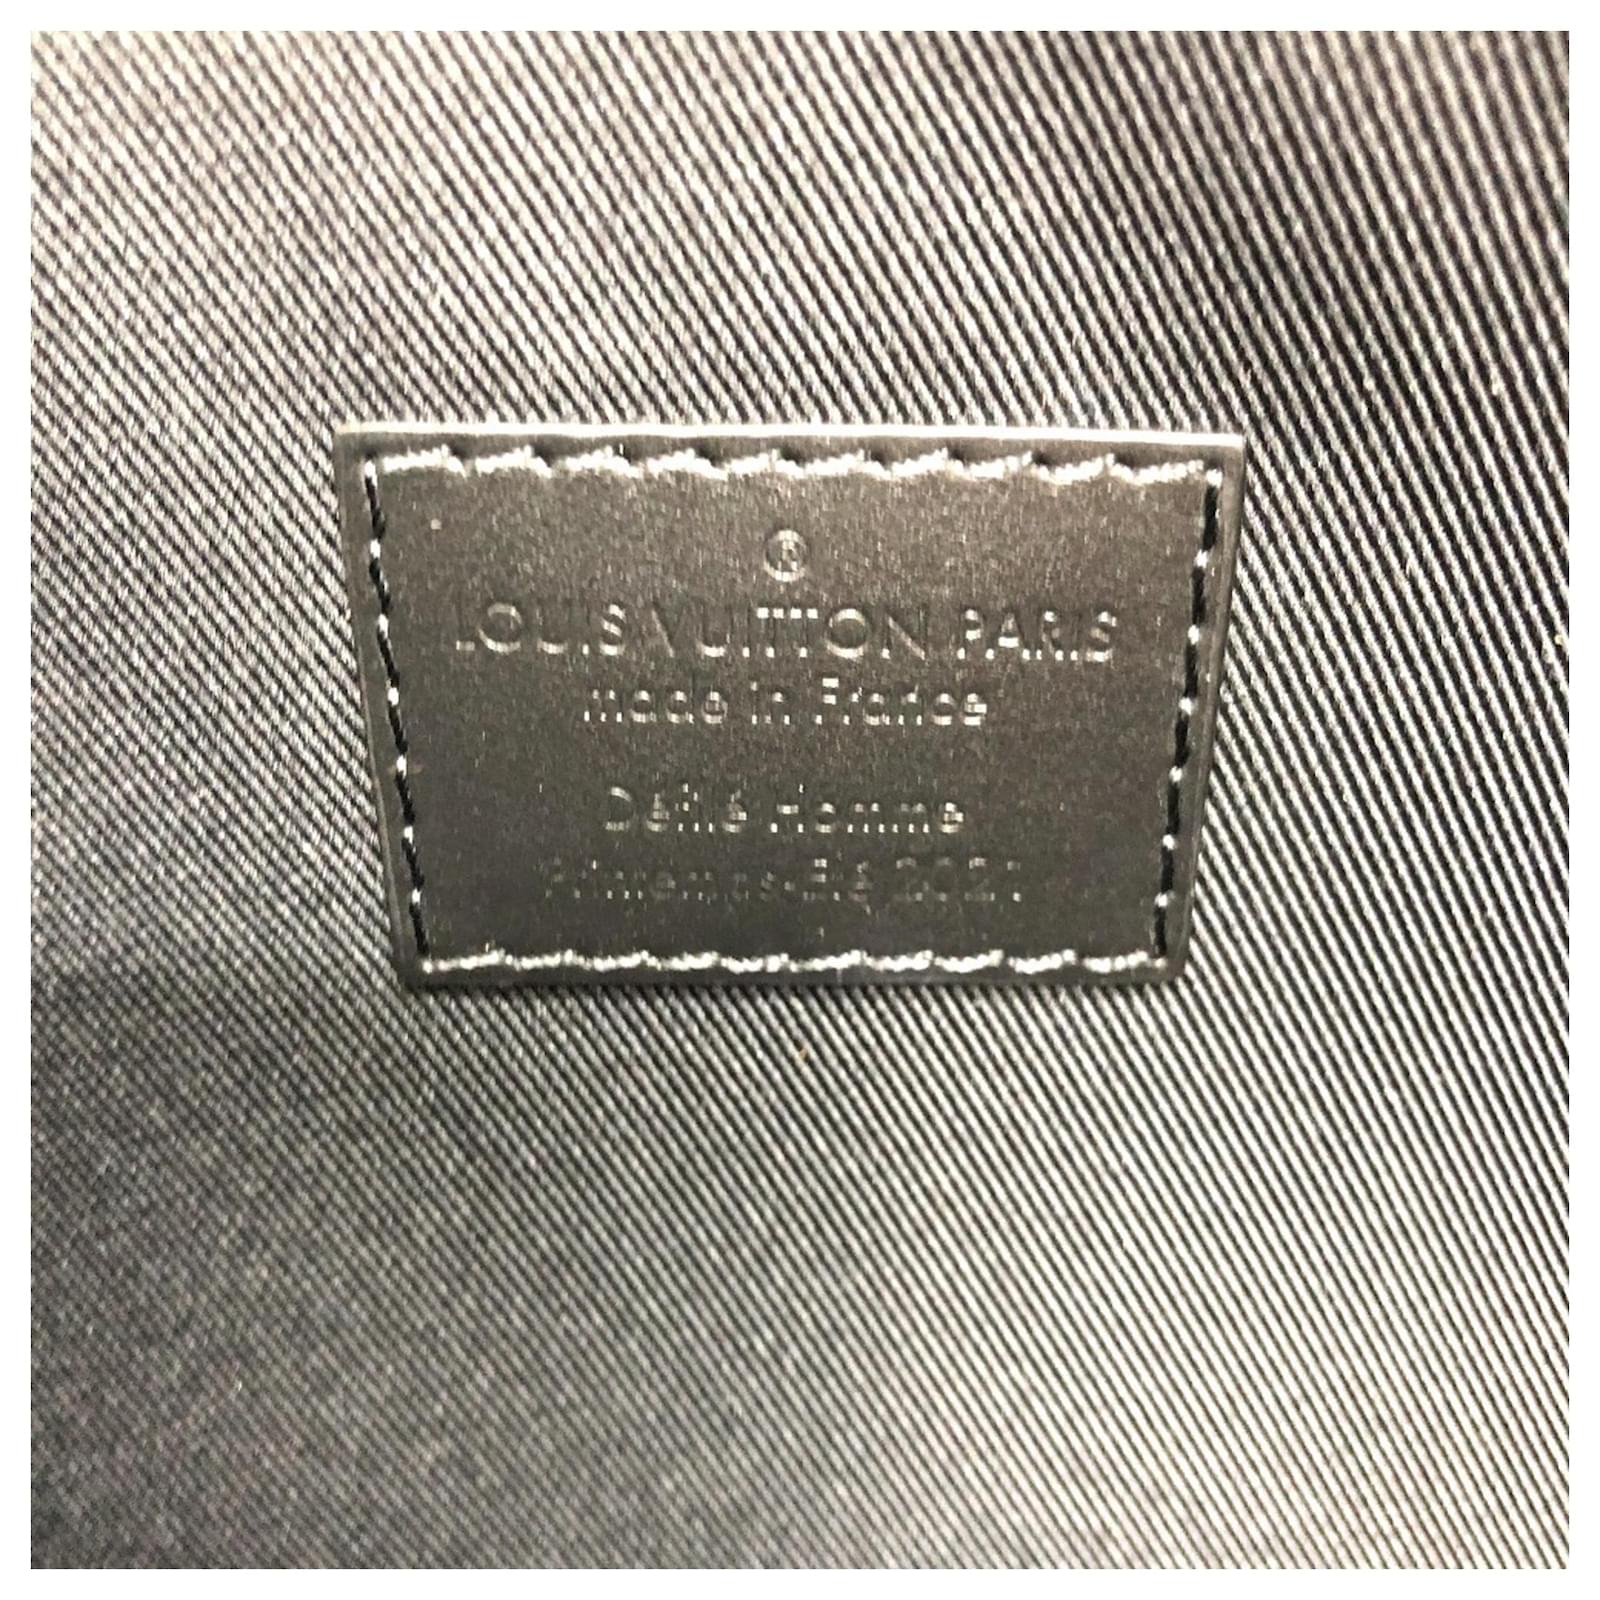 ®
LOUIS VUITTON PARIS
made in France
Défilé Homme
Printemps-Eté 2021